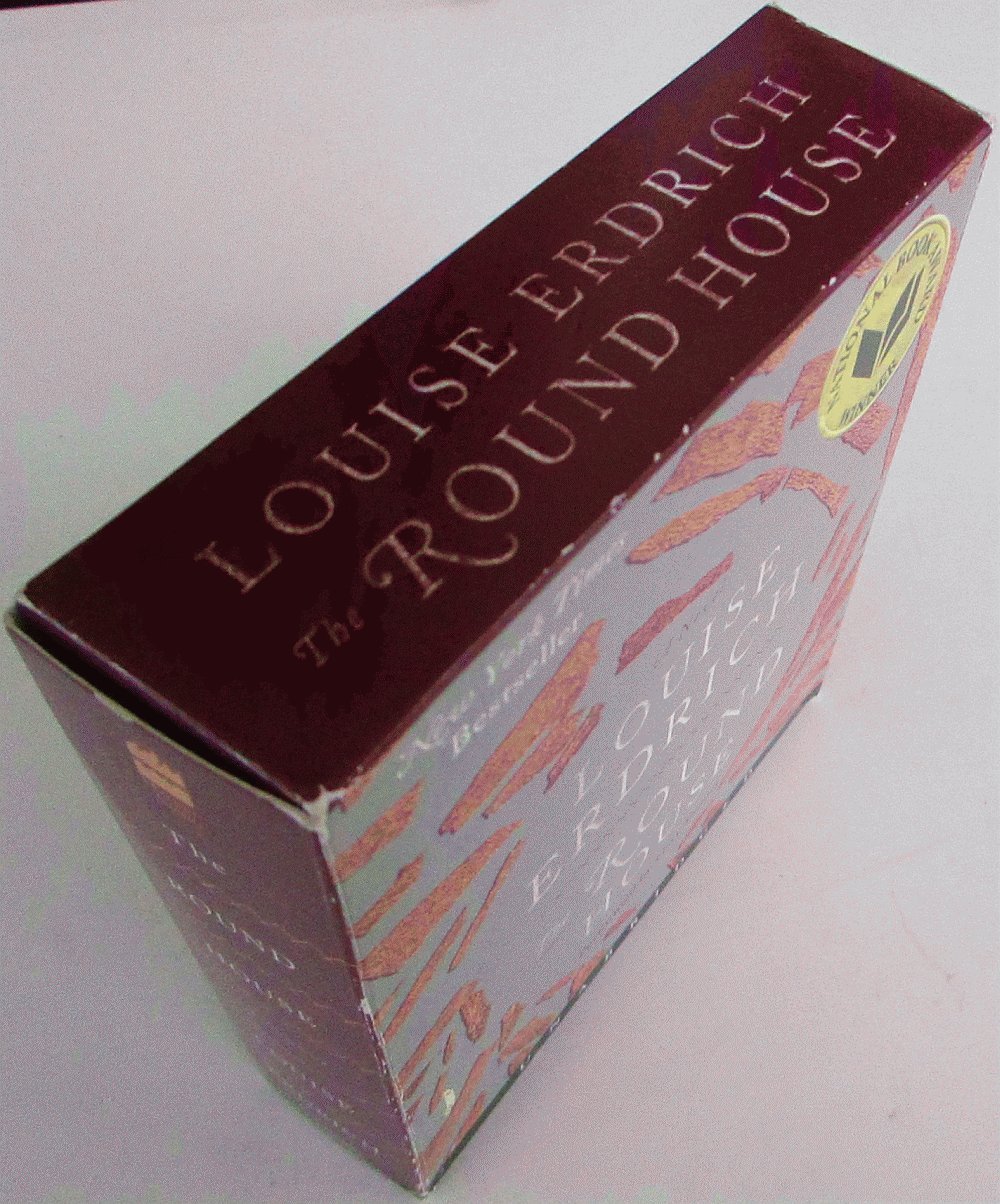 LOUISE ERDRICH
The ROUND HOUSE
NATIONAL BOOK AWARD
WINNER
New York Times
Bestseller
LOUISE
ERDRICH
ROUND
HOUSE
The
ROUND
HOUSE